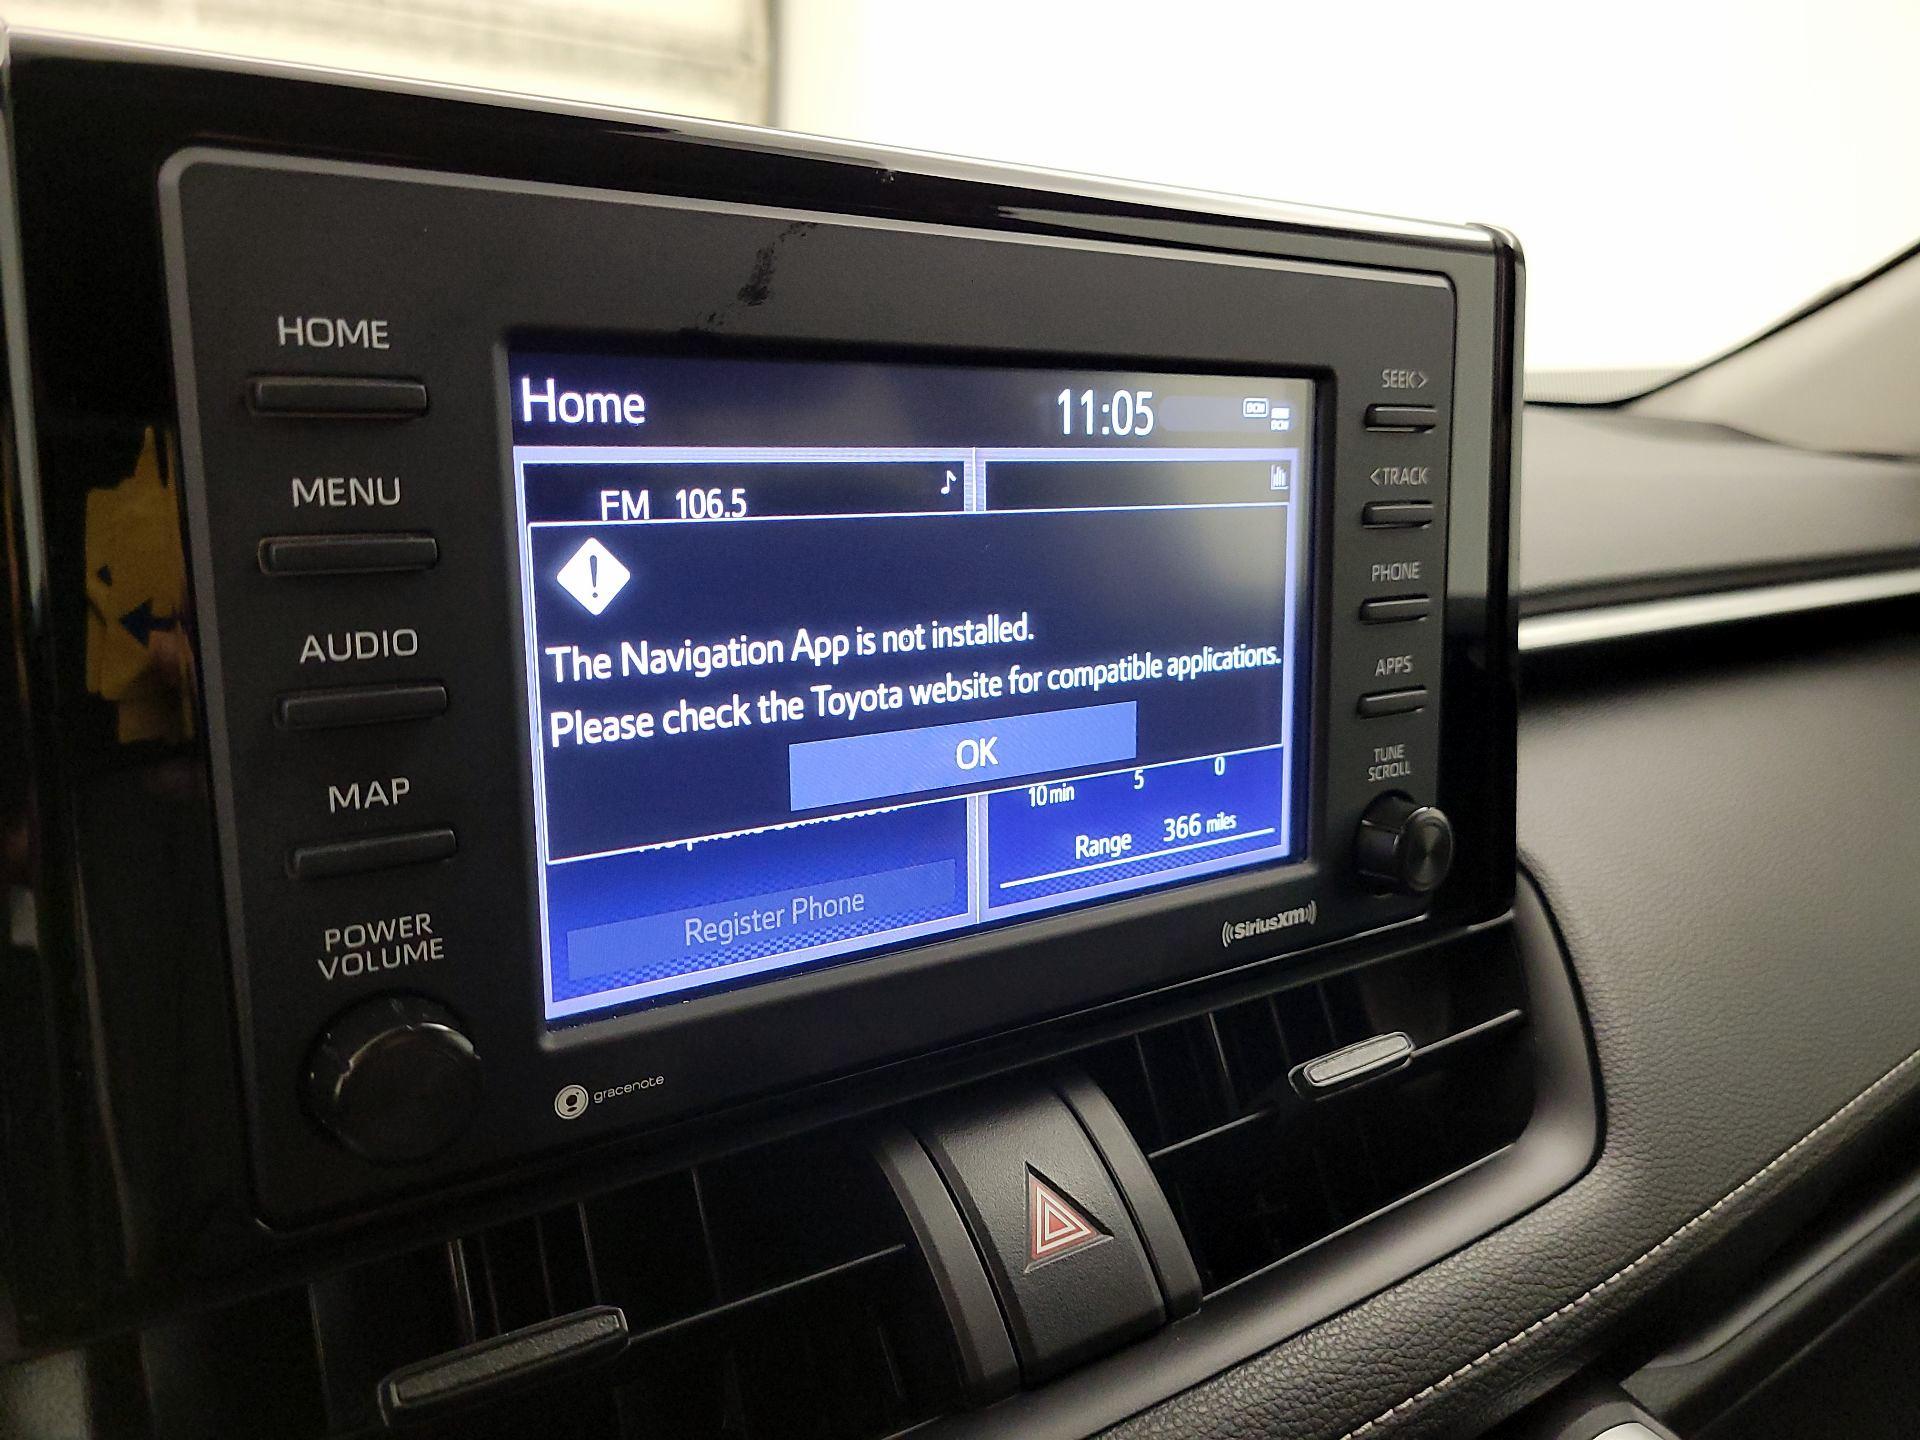 HOME
MENU
AUDIO
MAP
POWER
VOLUME
Home
11:05
DCM
FM 106.5
The Navigation App is not installed.
Please check the Toyota website for compatible applications.
OK
10 min 5 0
Range 366 miles
Register Phone
SEEK>
<TRACK
PHONE
APPS
TUNE
SCROLL
SiriusXM
gracenote